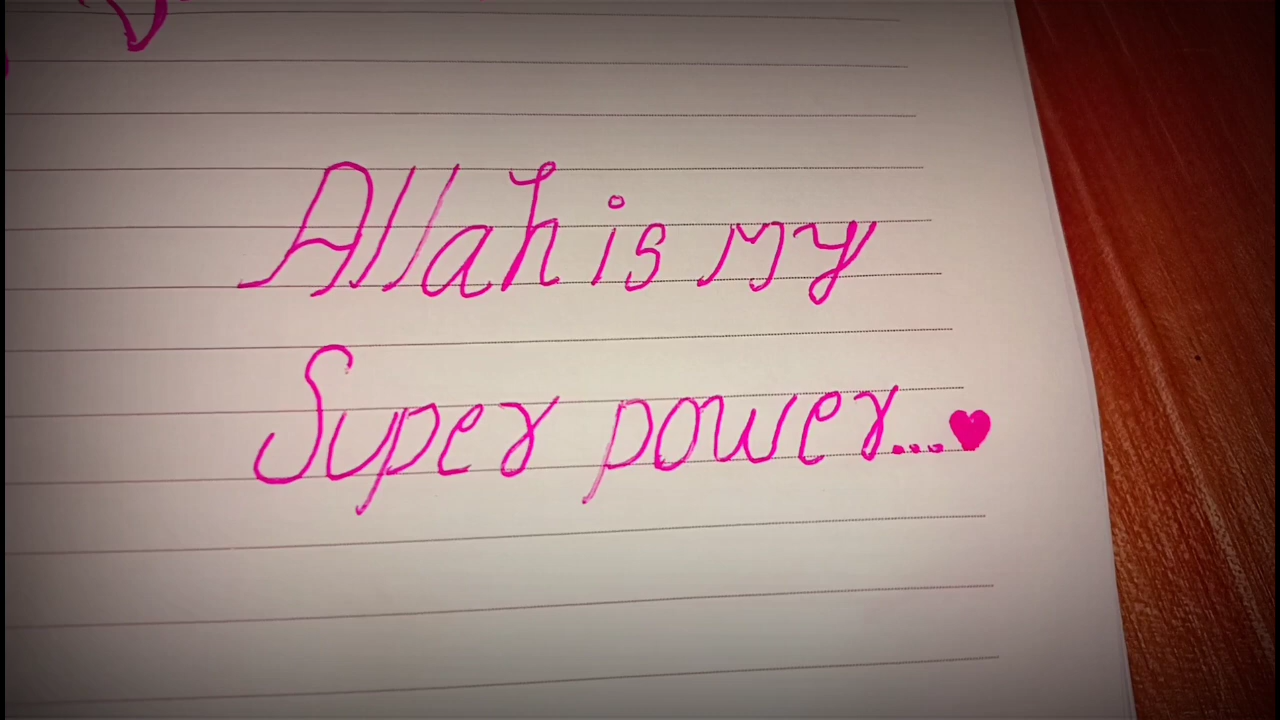 Allah is my
Super power...♥